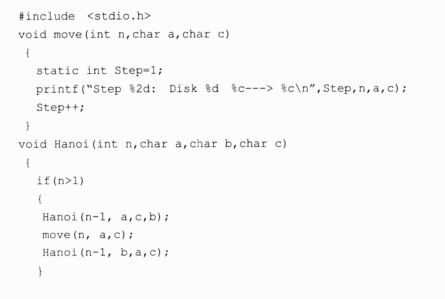 #include <stdio.h>
void move(int n,char a,char c)
{
static int Step=1;
printf(“Step %2d: Disk %d %c---> %c\n”,Step,n,a,c);
Step++;
}
void Hanoi(int n,char a,char b,char c)
{
if(n>1)
{
Hanoi(n-1, a,c,b);
move(n, a,c);
Hanoi(n-1, b,a,c);
}